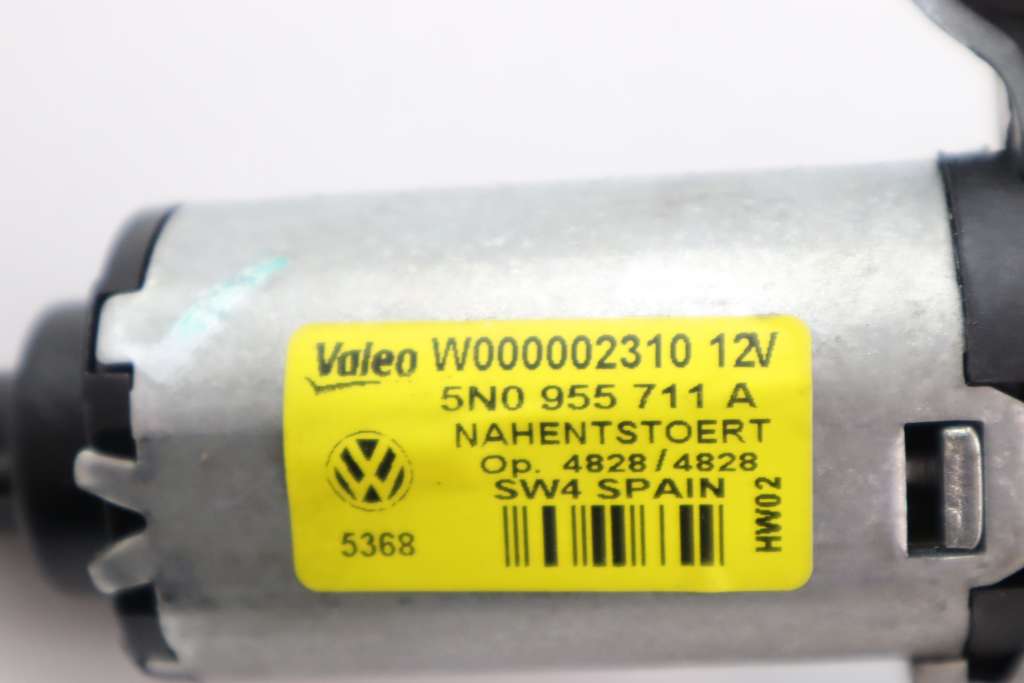 Valeo W000002310 12V
5N0 955 711 A
NAHENTSTOERT
Op. 4828/4828
SW4 SPAIN
HW02
5368